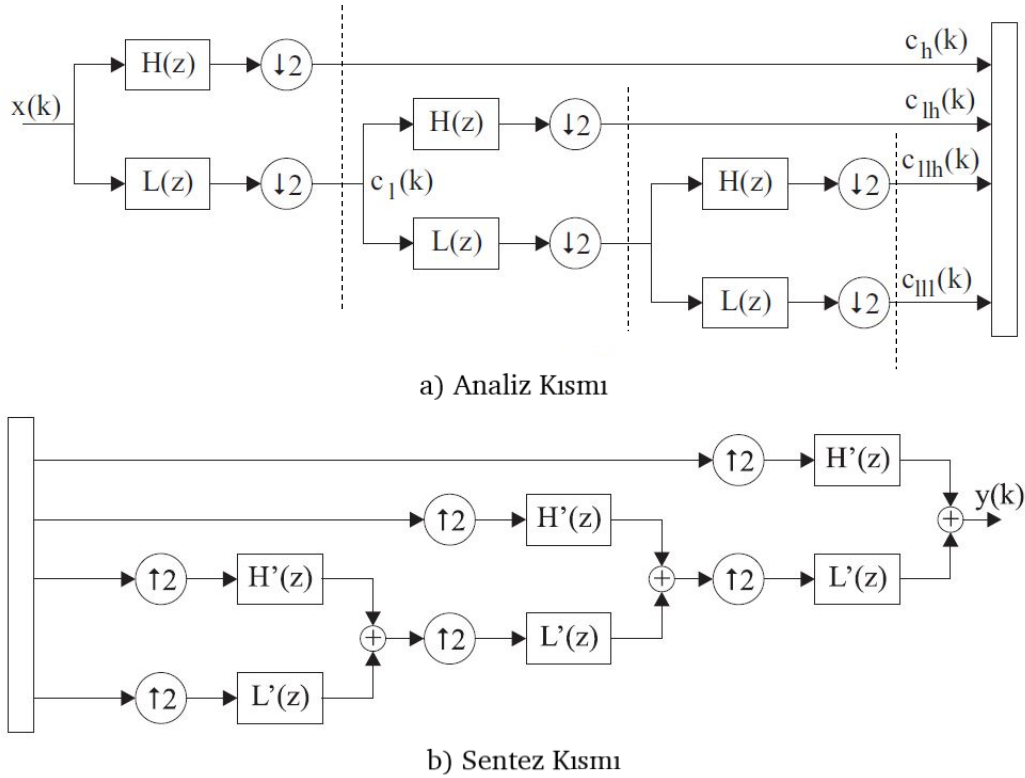 H(z) ↓2 c_h(k)
x(k) H(z) ↓2 c_lh(k)
L(z) ↓2 c_l(k) H(z) ↓2 c_llh(k)
L(z) ↓2
L(z) ↓2 c_lll(k)
a) Analiz Kısmı
↑2 H’(z)
↑2 H’(z) y(k)
↑2 H’(z) ↑2 L’(z)
↑2 L’(z)
↑2 L’(z)
b) Sentez Kısmı